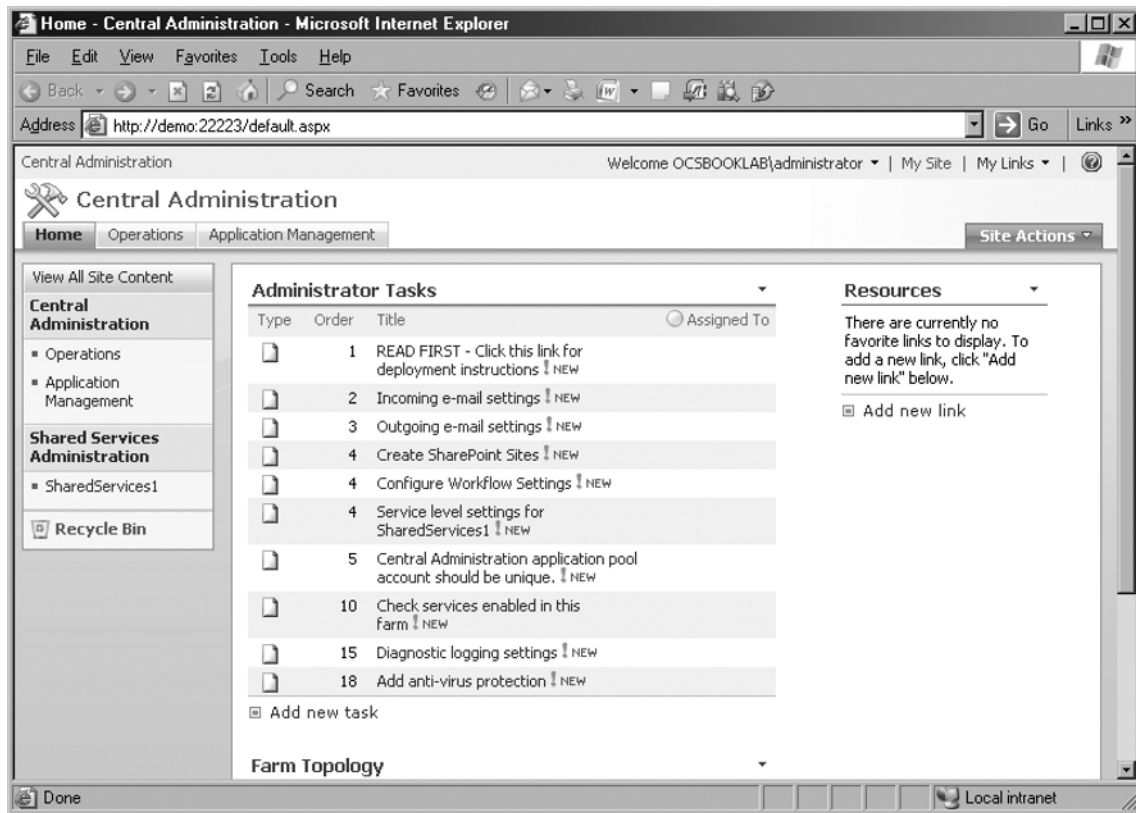 Home - Central Administration - Microsoft Internet Explorer
File Edit View Favorites Tools Help
Back Search Favorites
Address http://demo:22223/default.aspx Go Links »
Central Administration Welcome OCSBOOKLAB\administrator | My Site | My Links |
Central Administration
Home Operations Application Management Site Actions
View All Site Content
Central
Administration
Operations
Application
Management
Shared Services
Administration
SharedServices1
Recycle Bin
Administrator Tasks
Type Order Title Assigned To
1 READ FIRST - Click this link for
deployment instructions ! NEW
2 Incoming e-mail settings ! NEW
3 Outgoing e-mail settings ! NEW
4 Create SharePoint Sites ! NEW
4 Configure Workflow Settings ! NEW
4 Service level settings for
SharedServices1 ! NEW
5 Central Administration application pool
account should be unique. ! NEW
10 Check services enabled in this
farm ! NEW
15 Diagnostic logging settings ! NEW
18 Add anti-virus protection ! NEW
Add new task
Farm Topology
Resources
There are currently no
favorite links to display. To
add a new link, click "Add
new link" below.
Add new link
Done Local intranet